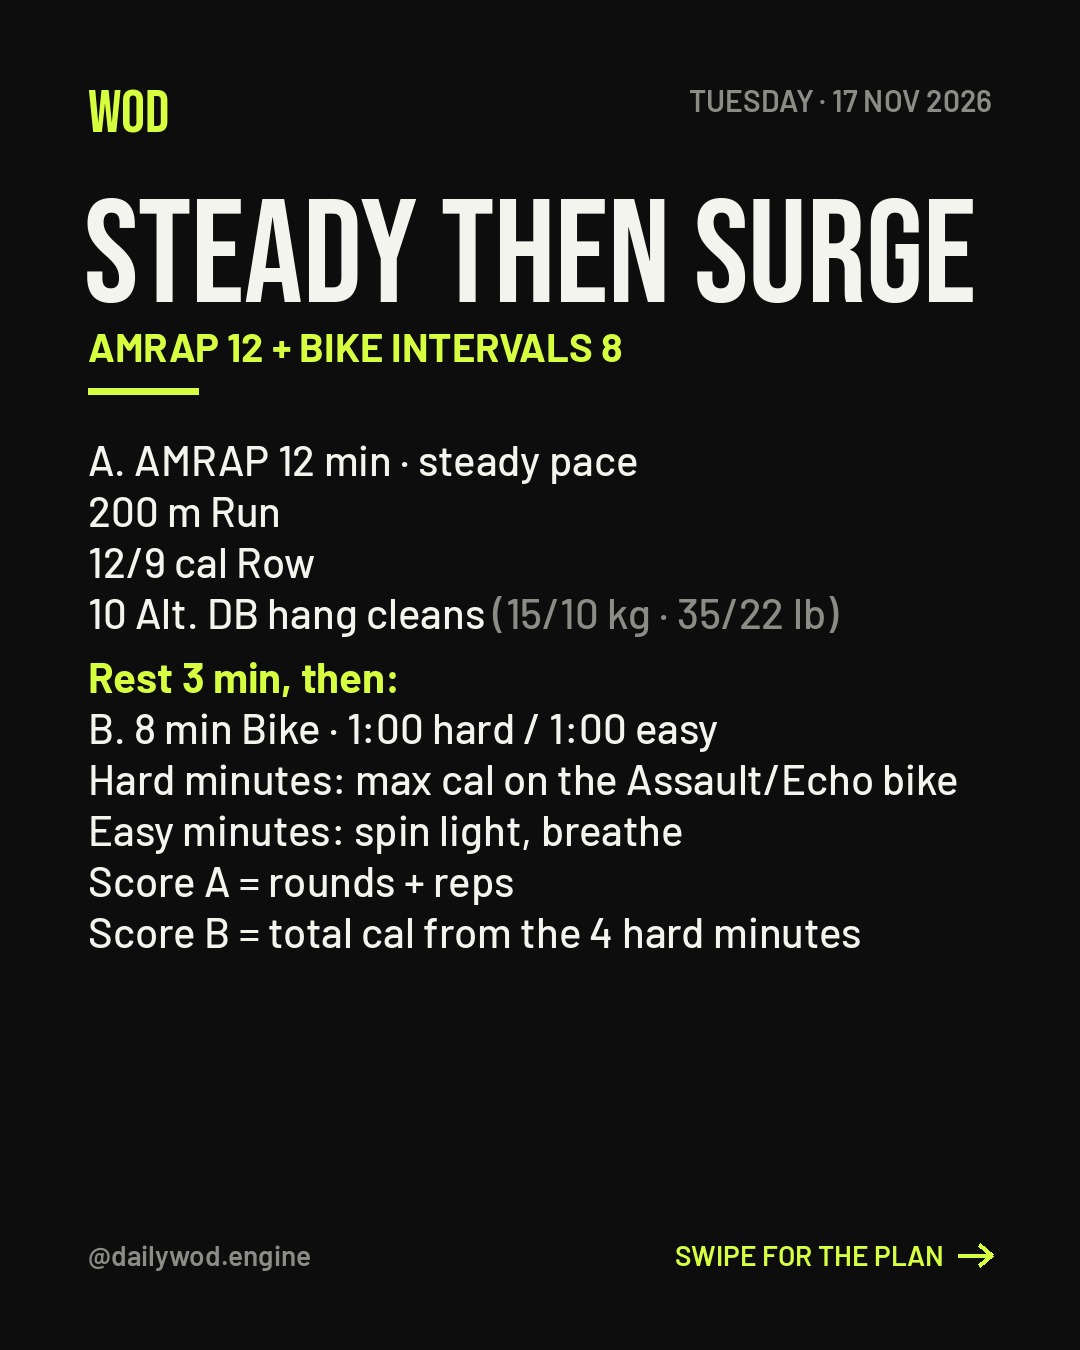 WOD
TUESDAY · 17 NOV 2026
STEADY THEN SURGE
AMRAP 12 + BIKE INTERVALS 8
A. AMRAP 12 min · steady pace
200 m Run
12/9 cal Row
10 Alt. DB hang cleans (15/10 kg · 35/22 lb)
Rest 3 min, then:
B. 8 min Bike · 1:00 hard / 1:00 easy
Hard minutes: max cal on the Assault/Echo bike
Easy minutes: spin light, breathe
Score A = rounds + reps
Score B = total cal from the 4 hard minutes
@dailywod.engine
SWIPE FOR THE PLAN →